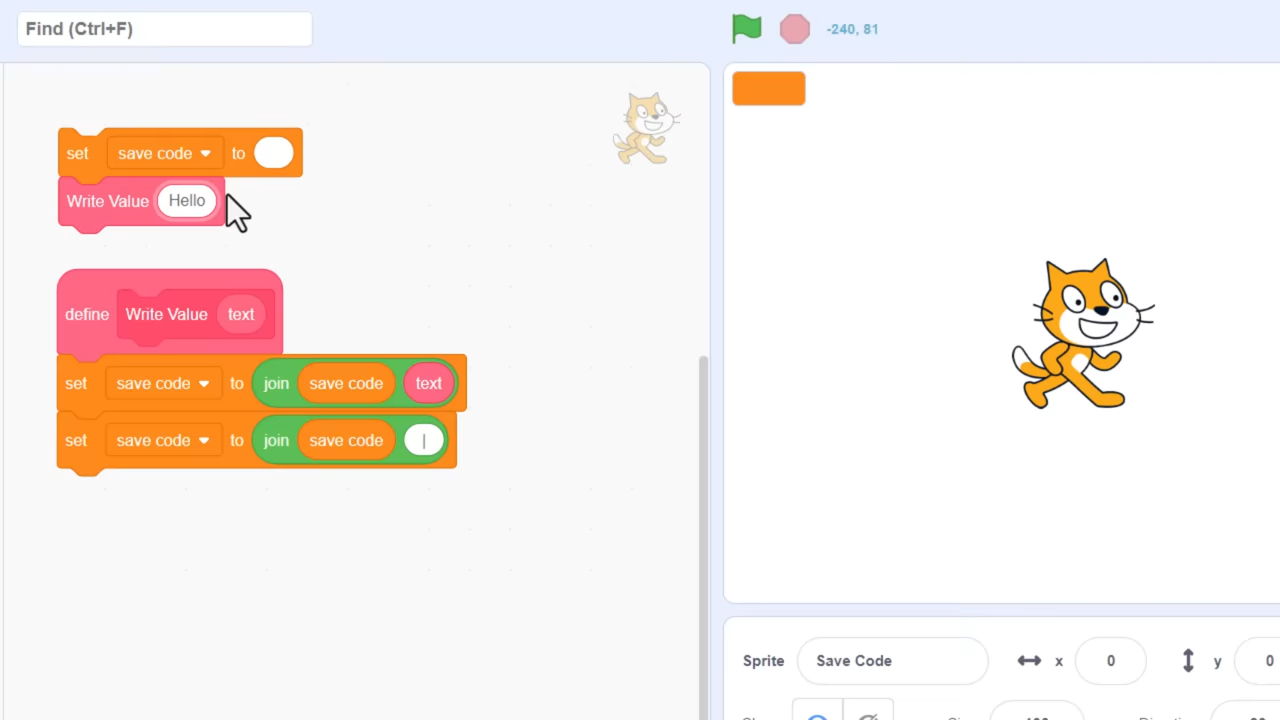 Find (Ctrl+F)
-240, 81
set save code to
Write Value Hello
define Write Value text
set save code to join save code text
set save code to join save code |
Sprite Save Code x 0 y 0